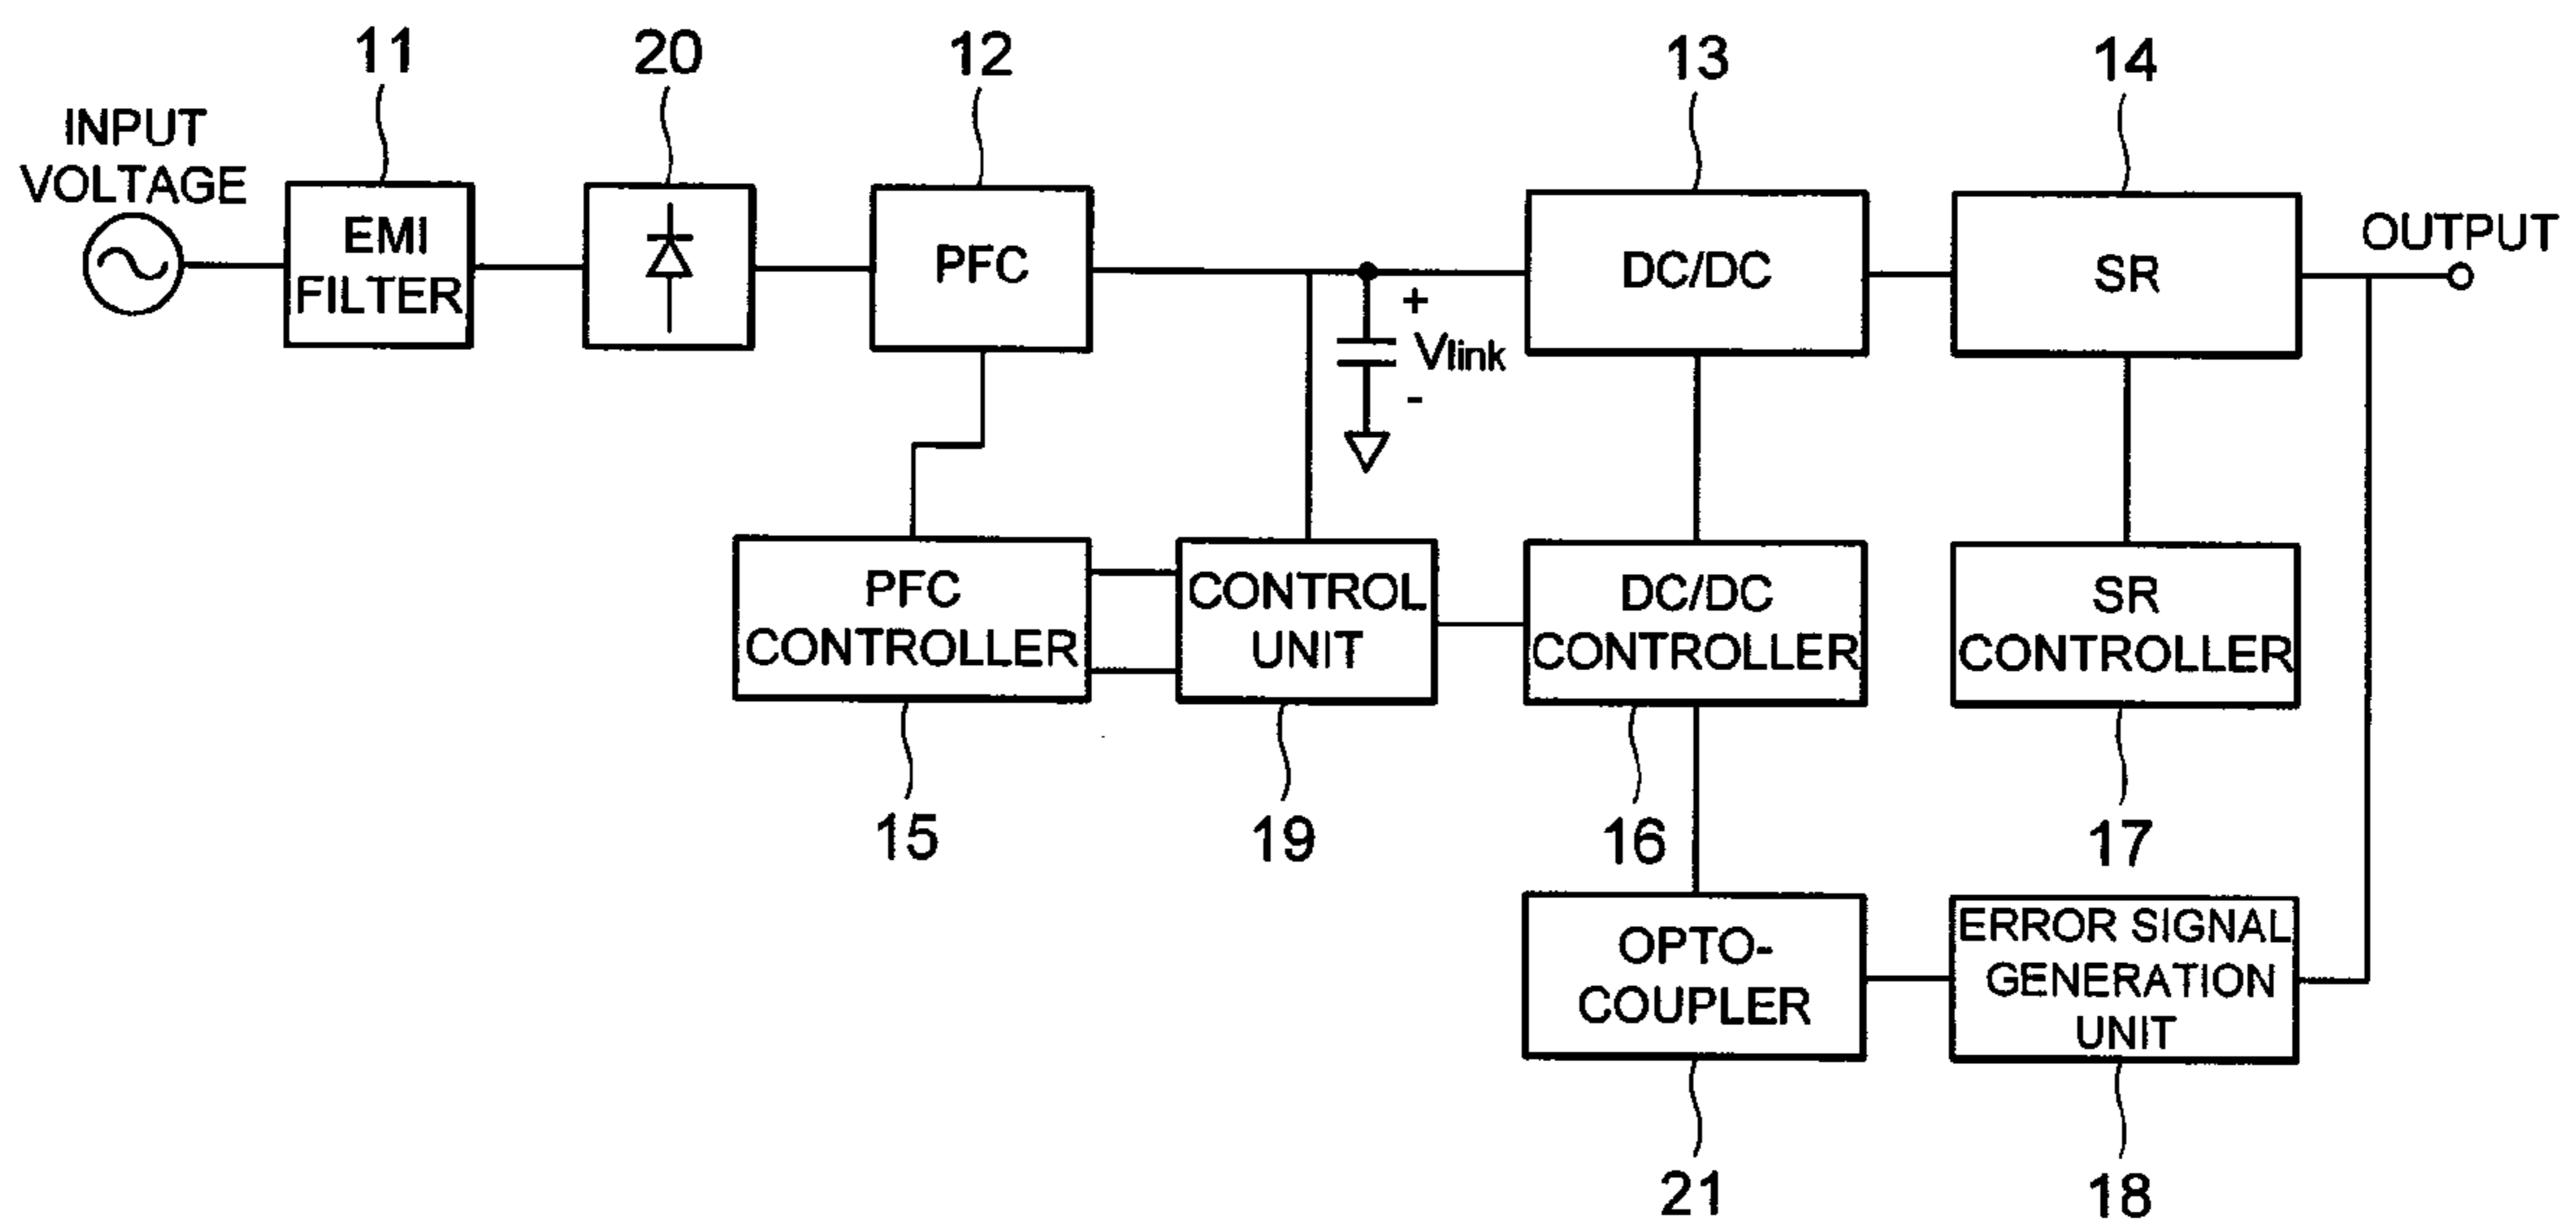 11
20
12
13
14
INPUT
VOLTAGE
EMI
FILTER
PFC
+
Vlink
-
DC/DC
SR
OUTPUT
PFC
CONTROLLER
CONTROL
UNIT
DC/DC
CONTROLLER
SR
CONTROLLER
15
19
16
17
OPTO-
COUPLER
ERROR SIGNAL
GENERATION
UNIT
21
18